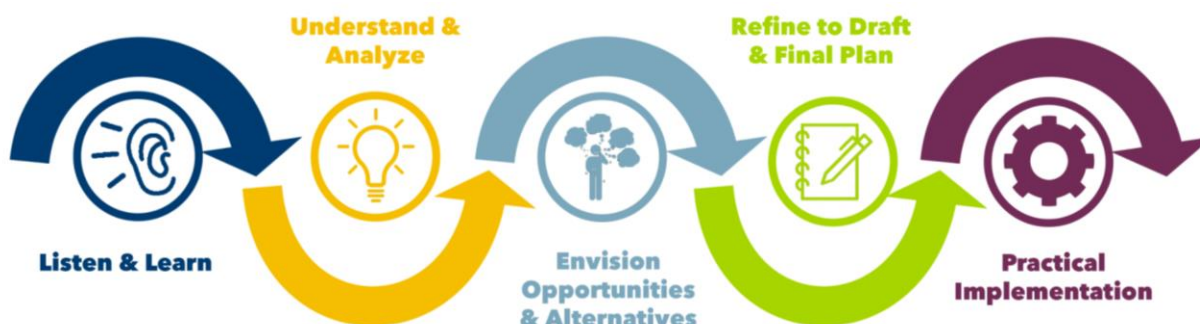 Listen & Learn
Understand &
Analyze
Envision
Opportunities
& Alternatives
Refine to Draft
& Final Plan
Practical
Implementation